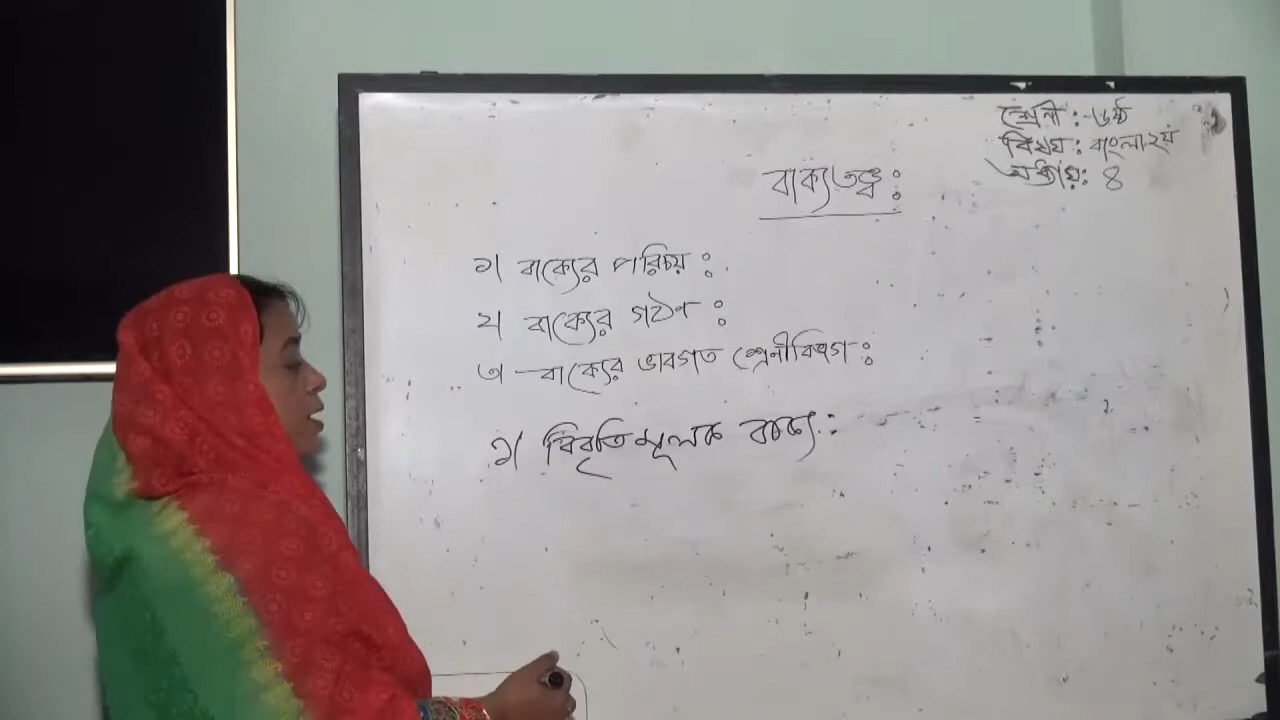 শ্রেণী :- ৬ষ্ঠ
বিষয় : বাংলা ২য়
অধ্যায় : ৪
বাক্যতত্ত্ব :
১। বাক্যের পরিচয় :
২। বাক্যের গঠন :
৩। বাক্যের ভাবগত শ্রেণীবিভাগ :
১। বিবৃতিমূলক বাক্য :